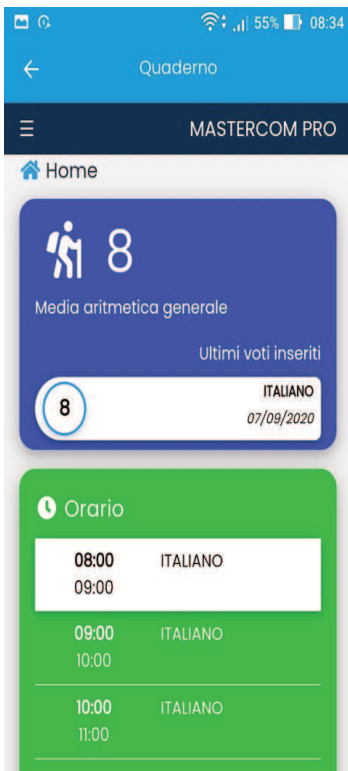 55% 08:34
Quaderno
MASTERCOM PRO
Home
8
Media aritmetica generale
Ultimi voti inseriti
8
ITALIANO
07/09/2020
Orario
08:00 ITALIANO
09:00
09:00 ITALIANO
10:00
10:00 ITALIANO
11:00